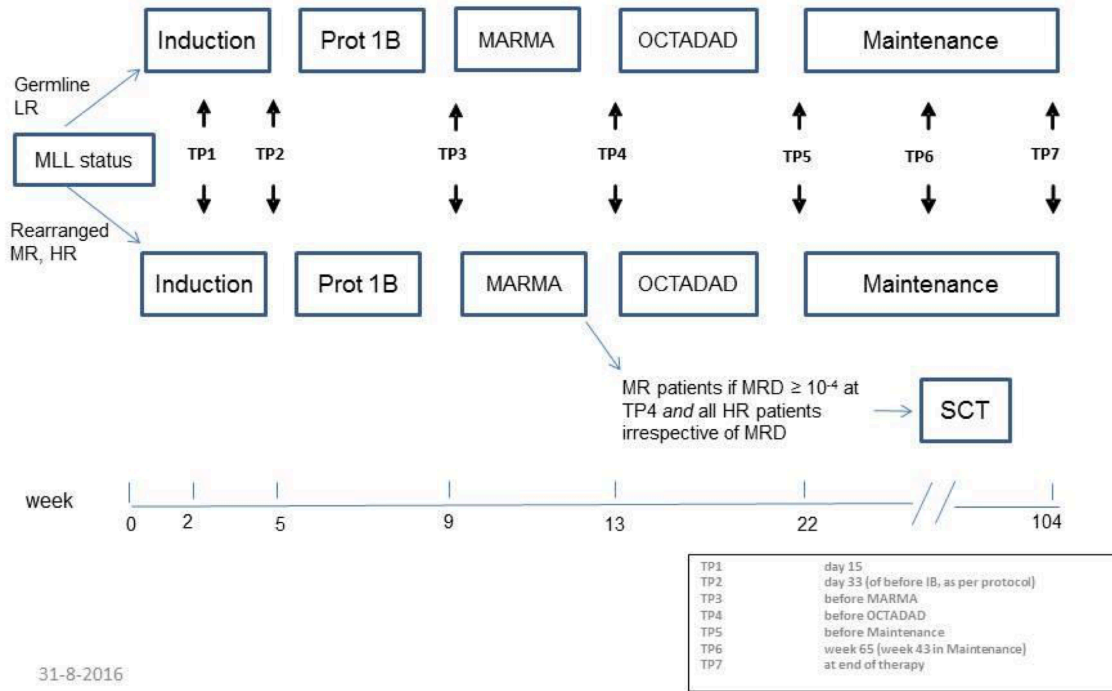 Induction Prot 1B MARMA OCTADAD Maintenance
Germline
LR
MLL status
TP1 TP2 TP3 TP4 TP5 TP6 TP7
Rearranged
MR, HR
Induction Prot 1B MARMA OCTADAD Maintenance
MR patients if MRD ≥ 10⁻⁴ at
TP4 and all HR patients
irrespective of MRD
SCT
week
0 2 5 9 13 22 104
TP1 day 15
TP2 day 33 (of before IB, as per protocol)
TP3 before MARMA
TP4 before OCTADAD
TP5 before Maintenance
TP6 week 65 (week 43 in Maintenance)
TP7 at end of therapy
31-8-2016